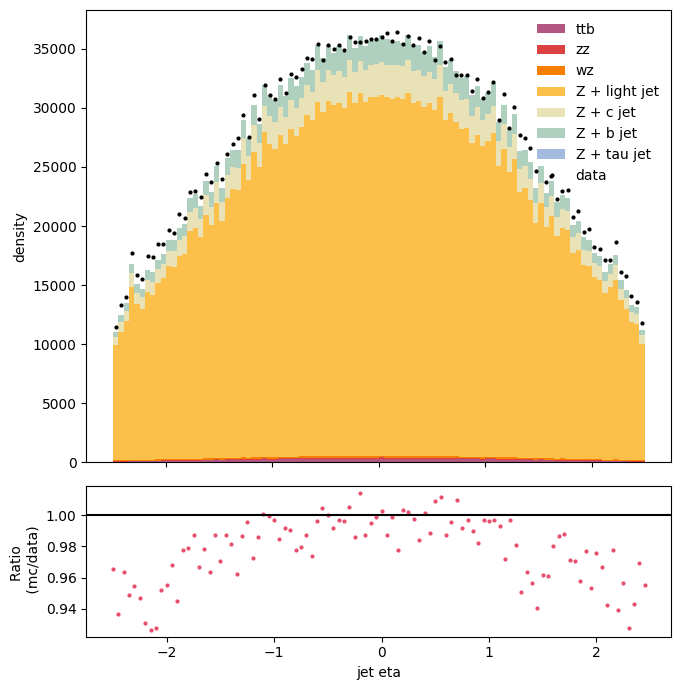 35000
30000
25000
20000
15000
10000
5000
0
density
ttb
zz
wz
Z + light jet
Z + c jet
Z + b jet
Z + tau jet
data
1.00
0.98
0.96
0.94
Ratio
(mc/data)
−2
−1
0
1
2
jet eta